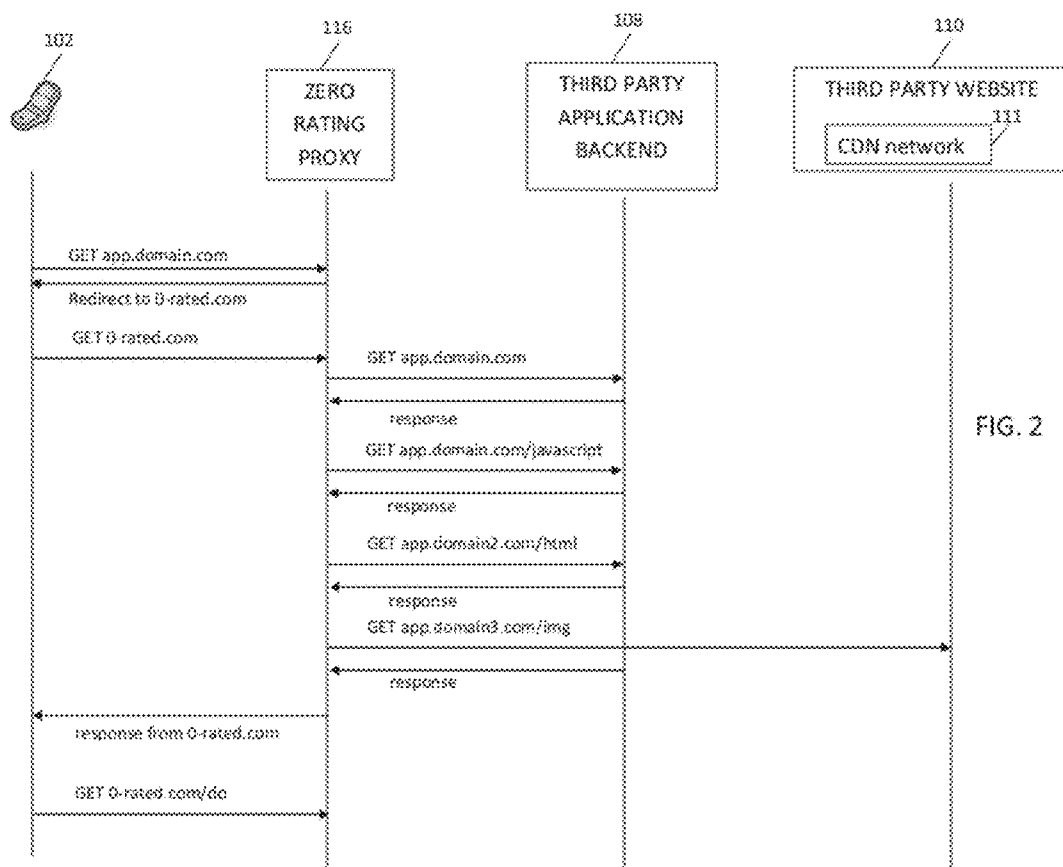 102
116
108
110
ZERO
RATING
PROXY
THIRD PARTY
APPLICATION
BACKEND
THIRD PARTY WEBSITE
111
CDN network
GET app.domain.com
Redirect to 0-rated.com
GET 0-rated.com
GET app.domain.com
response
GET app.domain.com/javascript
response
GET app.domain2.com/html
response
GET app.domain3.com/img
response
response from 0-rated.com
GET 0-rated.com/do
FIG. 2